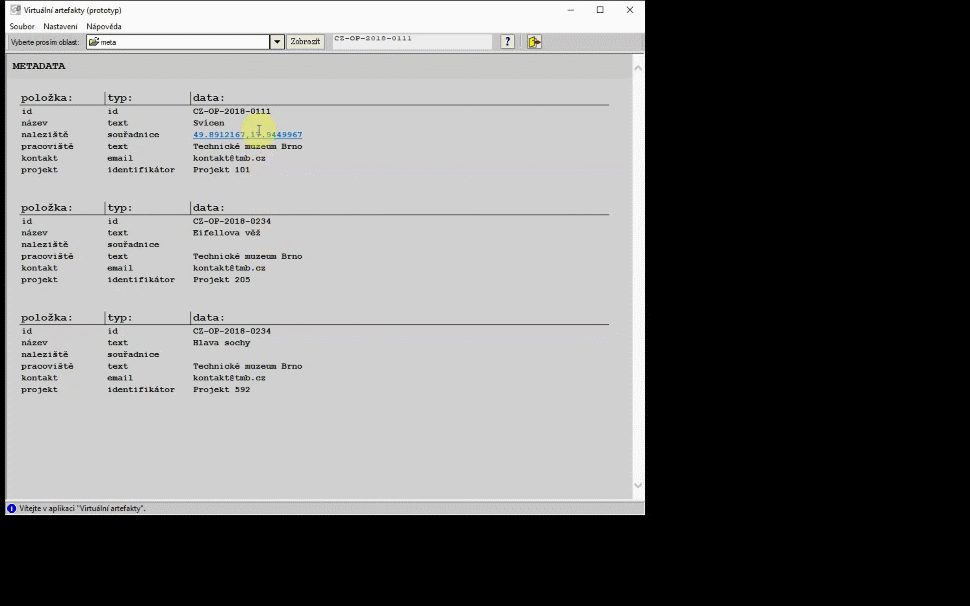 Virtuální artefakty (prototyp)
Soubor Nastavení Nápověda
Vyberte prosím oblast: meta Zobrazit CZ-OP-2018-0111 ?
METADATA
položka: typ: data:
id id CZ-OP-2018-0111
název text Svícen
naleziště souřadnice 49.8912167,17.9449967
pracoviště text Technické muzeum Brno
kontakt email kontakt@tmb.cz
projekt identifikátor Projekt 101
položka: typ: data:
id id CZ-OP-2018-0234
název text Eifellova věž
naleziště souřadnice
pracoviště text Technické muzeum Brno
kontakt email kontakt@tmb.cz
projekt identifikátor Projekt 205
položka: typ: data:
id id CZ-OP-2018-0234
název text Hlava sochy
naleziště souřadnice
pracoviště text Technické muzeum Brno
kontakt email kontakt@tmb.cz
projekt identifikátor Projekt 592
Vítejte v aplikaci "Virtuální artefakty".